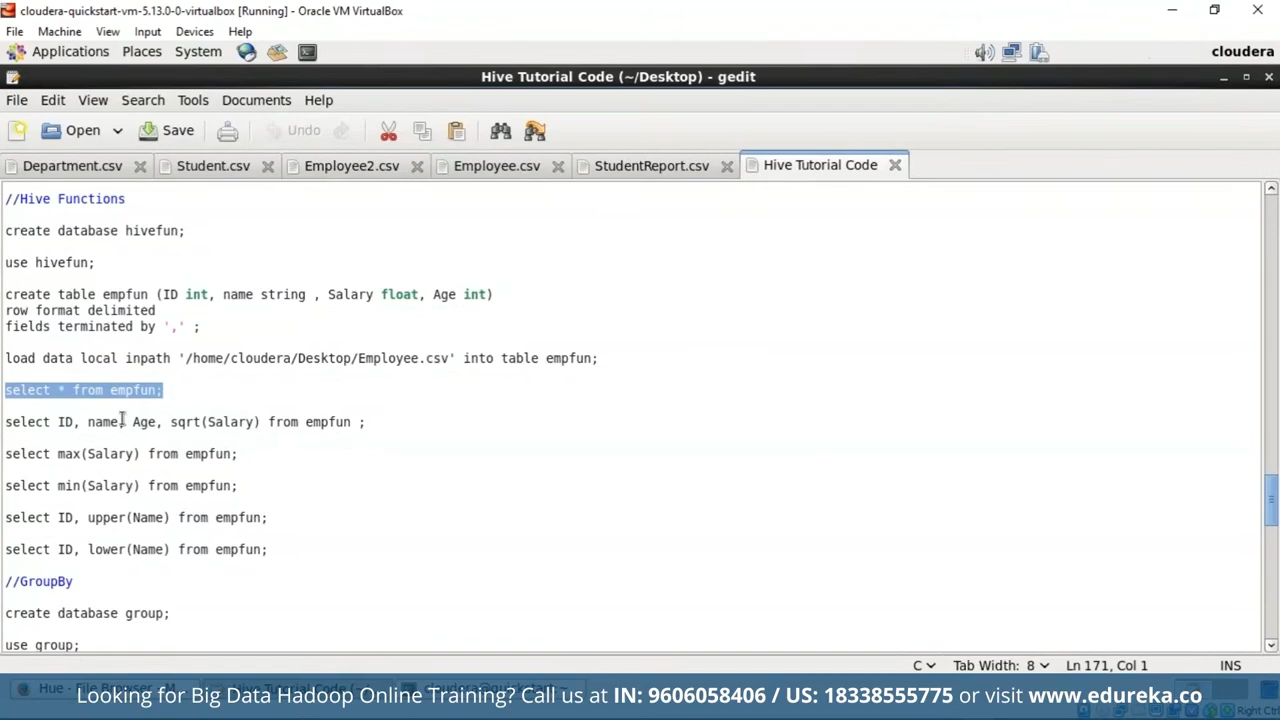 cloudera-quickstart-vm-5.13.0-0-virtualbox [Running] - Oracle VM VirtualBox
File Machine View Input Devices Help
Applications Places System cloudera
Hive Tutorial Code (~/Desktop) - gedit
File Edit View Search Tools Documents Help
Open Save Undo
Department.csv Student.csv Employee2.csv Employee.csv StudentReport.csv Hive Tutorial Code
//Hive Functions
create database hivefun;
use hivefun;
create table empfun (ID int, name string , Salary float, Age int)
row format delimited
fields terminated by ',' ;
load data local inpath '/home/cloudera/Desktop/Employee.csv' into table empfun;
select * from empfun;
select ID, name, Age, sqrt(Salary) from empfun ;
select max(Salary) from empfun;
select min(Salary) from empfun;
select ID, upper(Name) from empfun;
select ID, lower(Name) from empfun;
//GroupBy
create database group;
use group;
C Tab Width: 8 Ln 171, Col 1 INS
Looking for Big Data Hadoop Online Training? Call us at IN: 9606058406 / US: 18338555775 or visit www.edureka.co
Right Ctrl